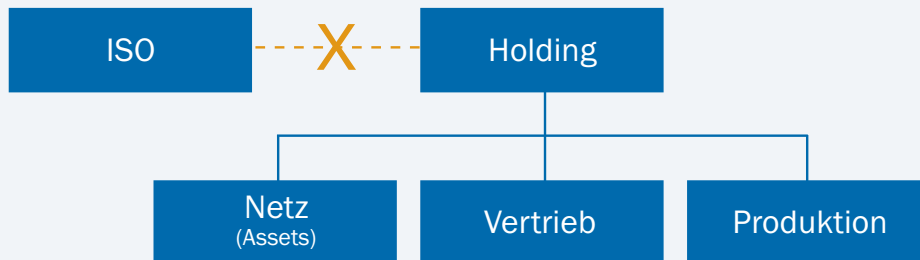 ISO
X
Holding
Netz
(Assets)
Vertrieb
Produktion